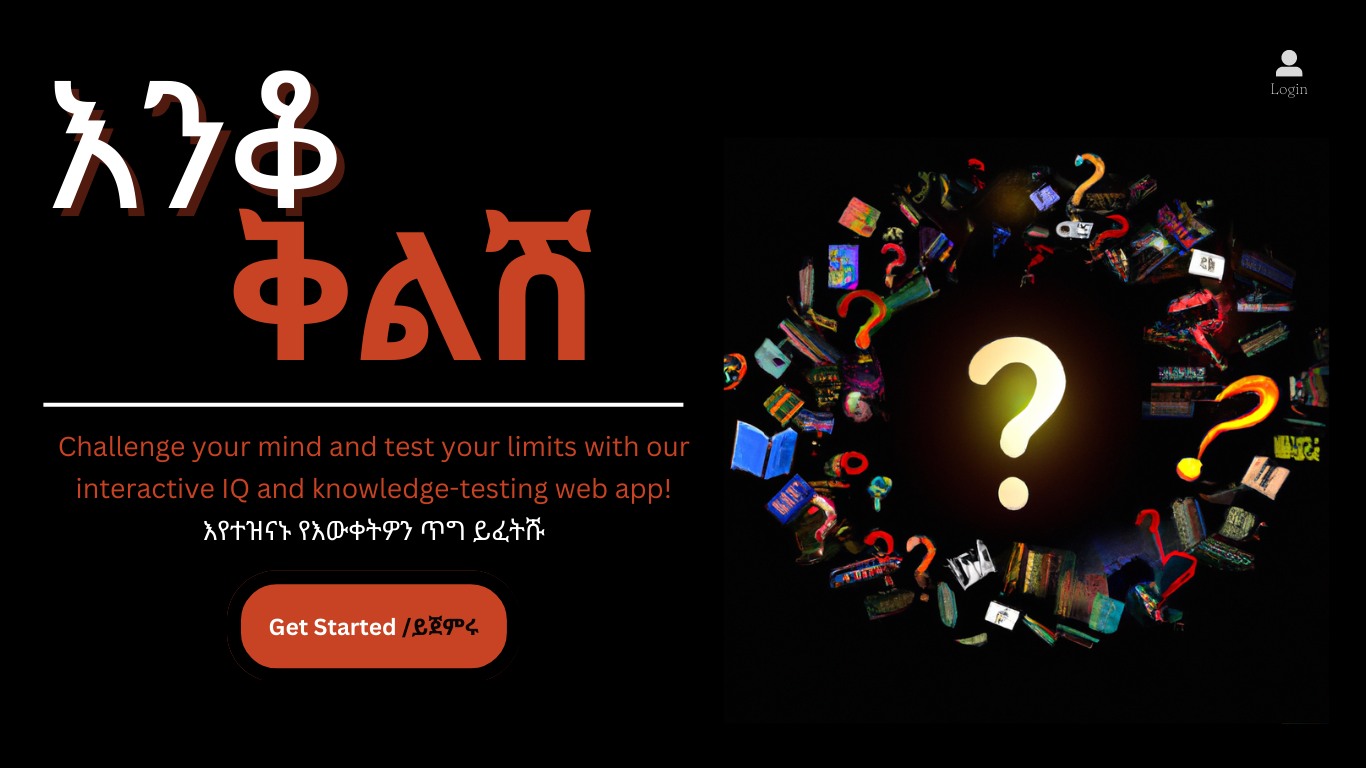 እንቆ
ቅልሽ
Login
Challenge your mind and test your limits with our
interactive IQ and knowledge-testing web app!
እየተዝናኑ የእውቀትዎን ጥግ ይፈትሹ
Get Started /ይጀምሩ